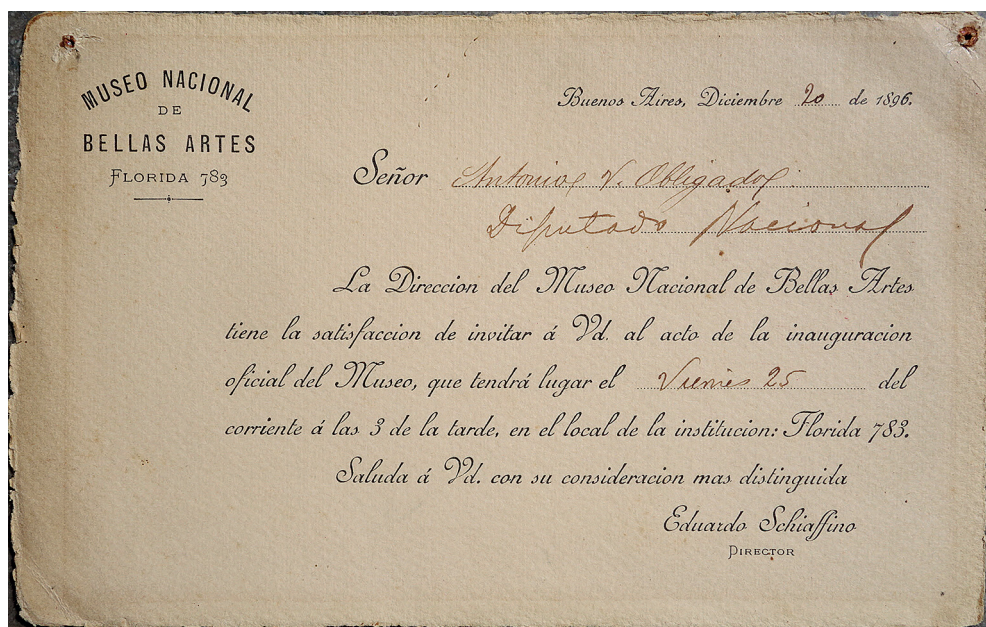 MUSEO NACIONAL
DE
BELLAS ARTES
FLORIDA 783
Buenos Aires, Diciembre 20 de 1896.
Señor Antonio V. Obligado
Diputado Nacional
La Direccion del Museo Nacional de Bellas Artes
tiene la satisfaccion de invitar á Vd. al acto de la inauguracion
oficial del Museo, que tendrá lugar el Viernes 25 del
corriente á las 3 de la tarde, en el local de la institucion: Florida 783.
Saluda á Vd. con su consideracion mas distinguida
Eduardo Schiaffino
DIRECTOR